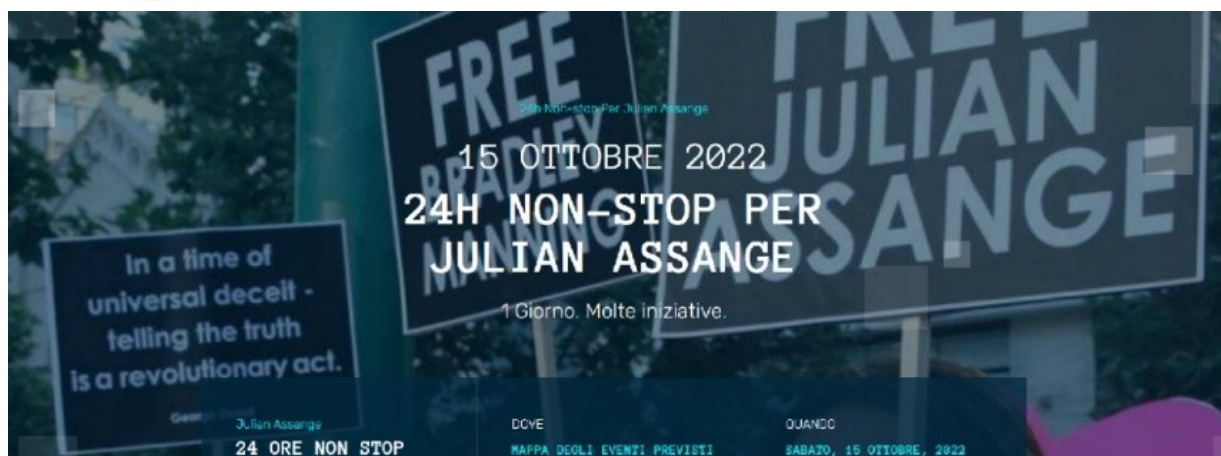 24h Non-stop Per Julian Assange
15 OTTOBRE 2022
24H NON-STOP PER
JULIAN ASSANGE
1 Giorno. Molte iniziative.
FREE
BRADLEY
MANNING
FREE
JULIAN
ASSANGE
In a time of
universal deceit -
telling the truth
is a revolutionary act.
George
Julian Assange
24 ORE NON STOP
DOVE
MAPPA DEGLI EVENTI PREVISTI
QUANDO
SABATO, 15 OTTOBRE, 2022